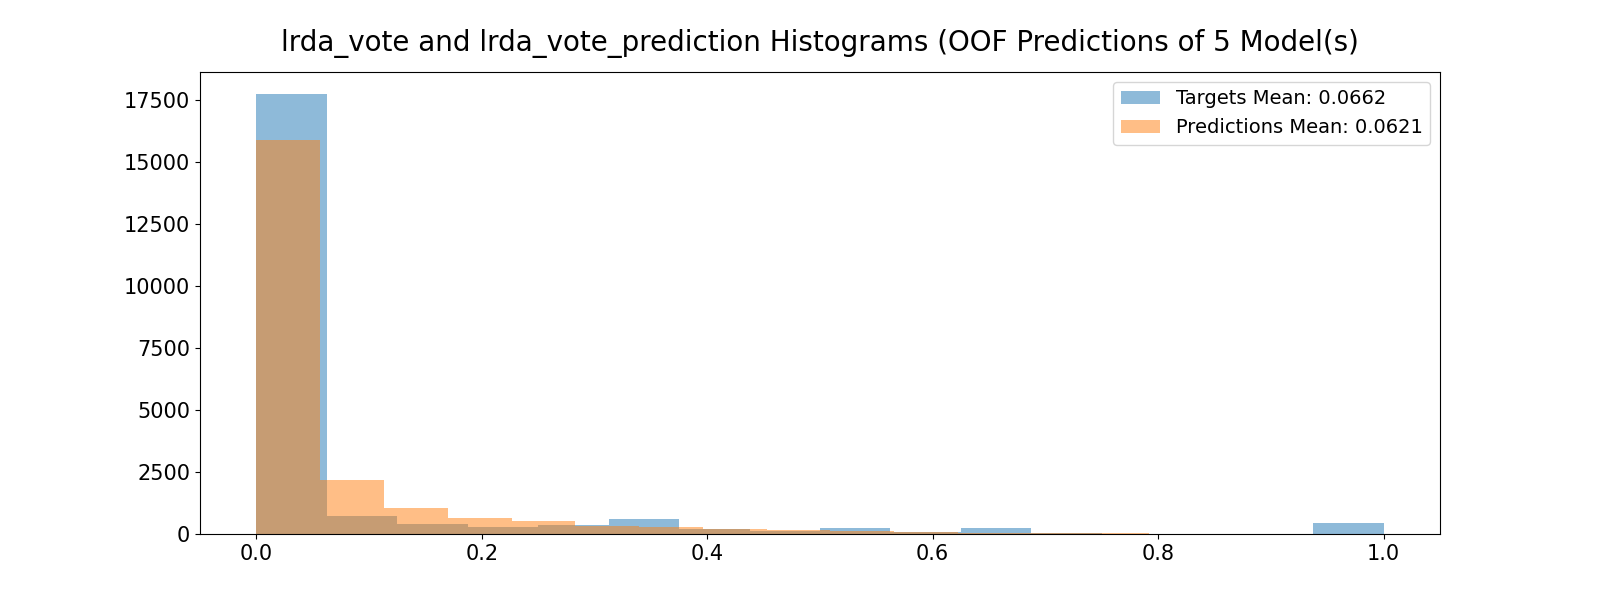 lrda_vote and lrda_vote_prediction Histograms (OOF Predictions of 5 Model(s)
Targets Mean: 0.0662
Predictions Mean: 0.0621
17500
15000
12500
10000
7500
5000
2500
0
0.0 0.2 0.4 0.6 0.8 1.0